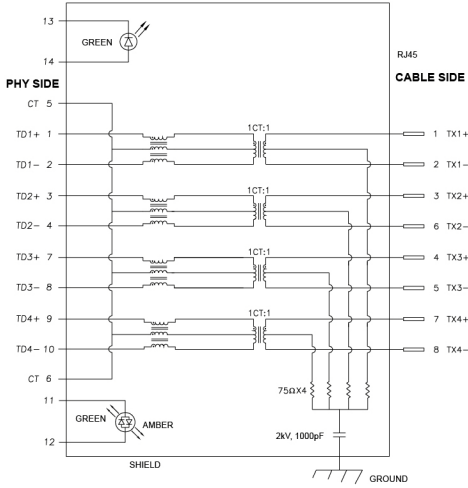 13
GREEN
14
RJ45
PHY SIDE
CABLE SIDE
CT 5
1CT:1
TD1+ 1
1 TX1+
TD1- 2
2 TX1-
1CT:1
TD2+ 3
3 TX2+
TD2- 4
6 TX2-
1CT:1
TD3+ 7
4 TX3+
TD3- 8
5 TX3-
1CT:1
TD4+ 9
7 TX4+
TD4- 10
8 TX4-
CT 6
75ΩX4
11
GREEN
AMBER
12
2kV, 1000pF
SHIELD
GROUND